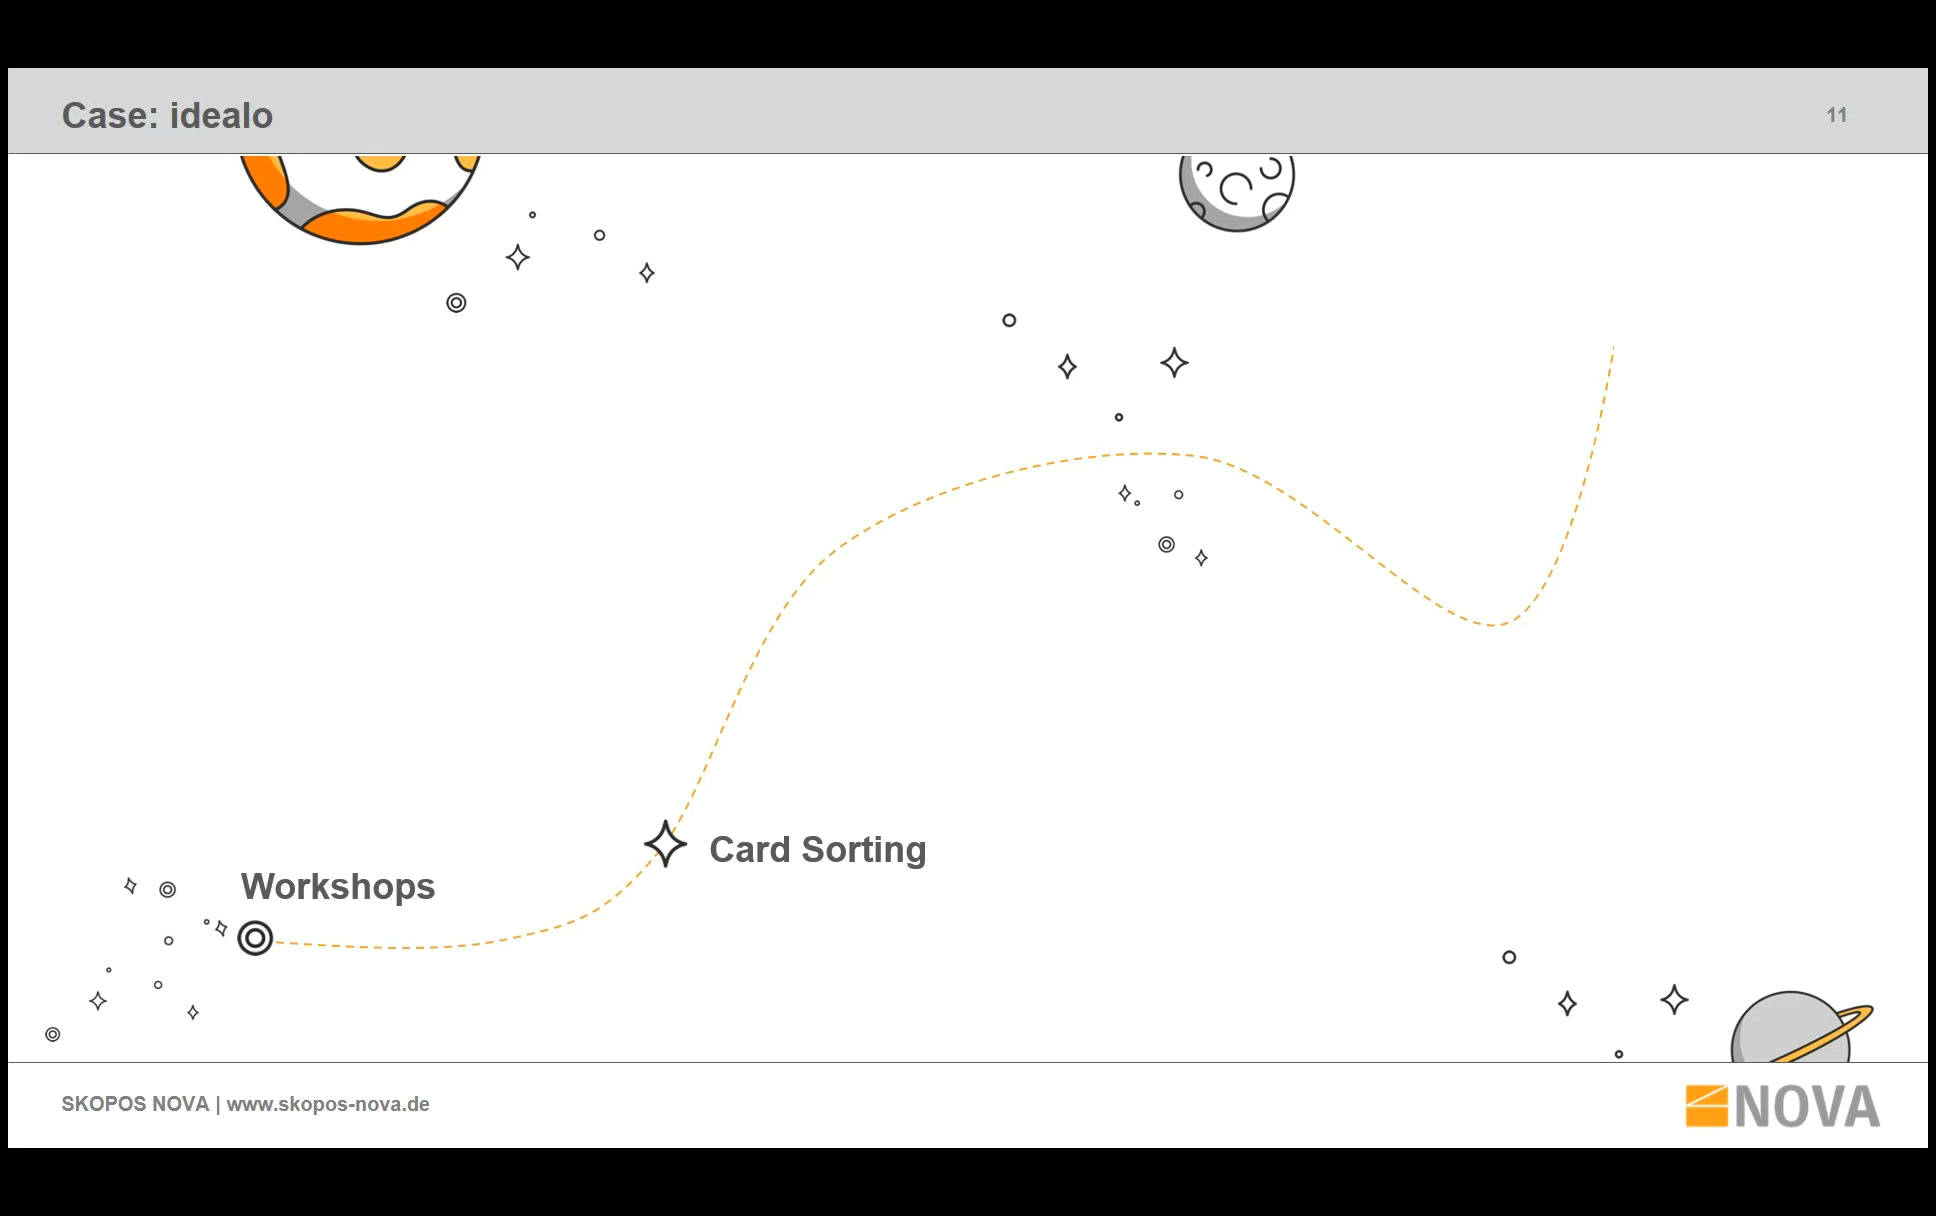 Case: idealo
11
Card Sorting
Workshops
SKOPOS NOVA | www.skopos-nova.de
NOVA